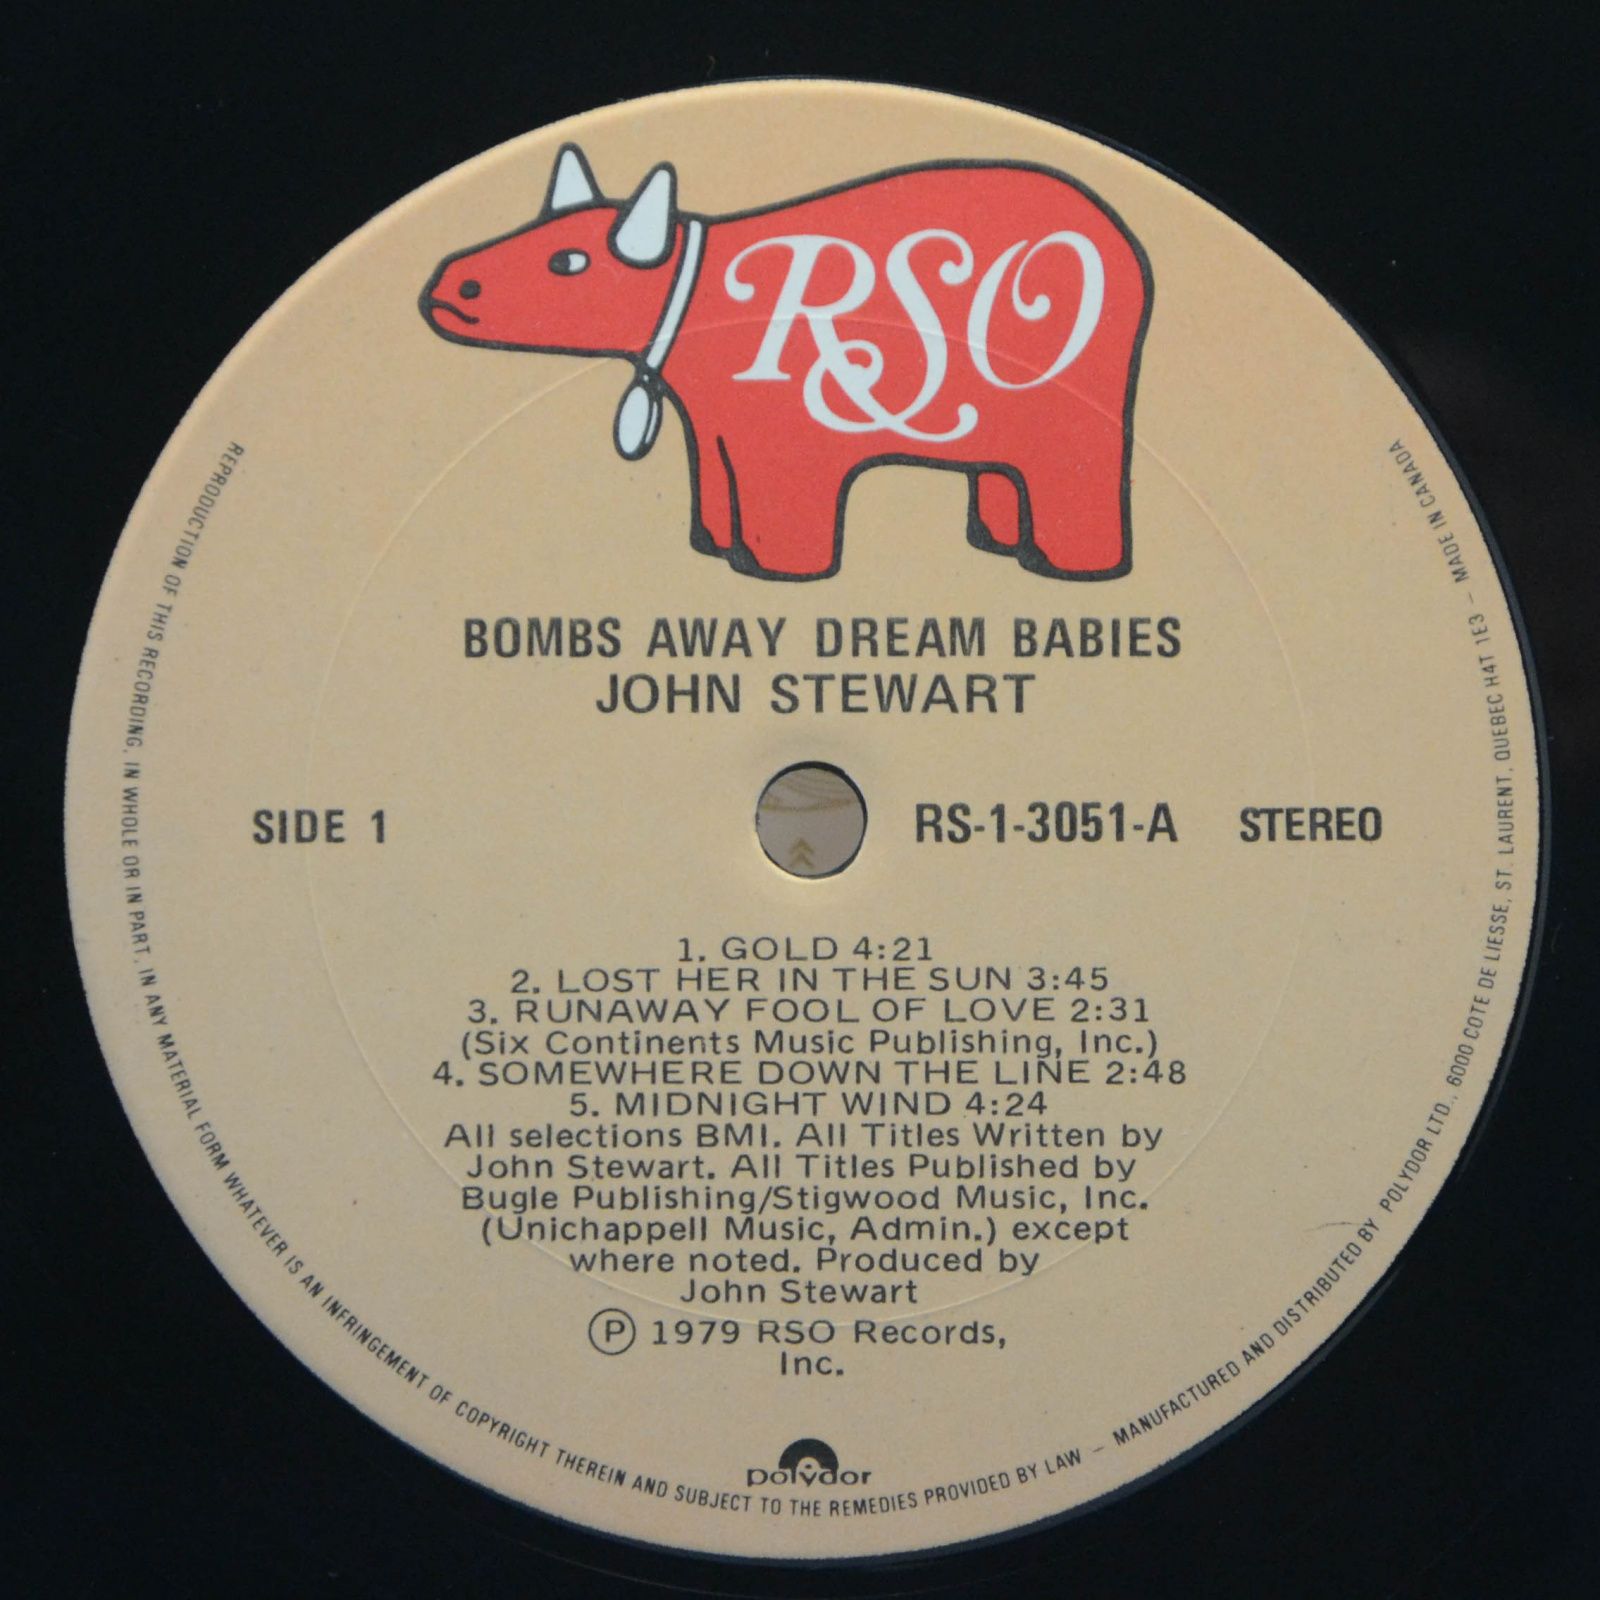 RSO
BOMBS AWAY DREAM BABIES
JOHN STEWART
SIDE 1
RS-1-3051-A STEREO
1. GOLD 4:21
2. LOST HER IN THE SUN 3:45
3. RUNAWAY FOOL OF LOVE 2:31
(Six Continents Music Publishing, Inc.)
4. SOMEWHERE DOWN THE LINE 2:48
5. MIDNIGHT WIND 4:24
All selections BMI. All Titles Written by
John Stewart. All Titles Published by
Bugle Publishing/Stigwood Music, Inc.
(Unichappell Music, Admin.) except
where noted. Produced by
John Stewart
Ⓟ 1979 RSO Records,
Inc.
polydor
REPRODUCTION OF THIS RECORDING, IN WHOLE OR IN PART, IN ANY MATERIAL FORM WHATEVER IS AN INFRINGEMENT OF COPYRIGHT THEREIN AND SUBJECT TO THE REMEDIES PROVIDED BY LAW — MANUFACTURED AND DISTRIBUTED BY POLYDOR LTD., 6000 COTE DE LIESSE, ST. LAURENT, QUEBEC H4T 1E3 – MADE IN CANADA